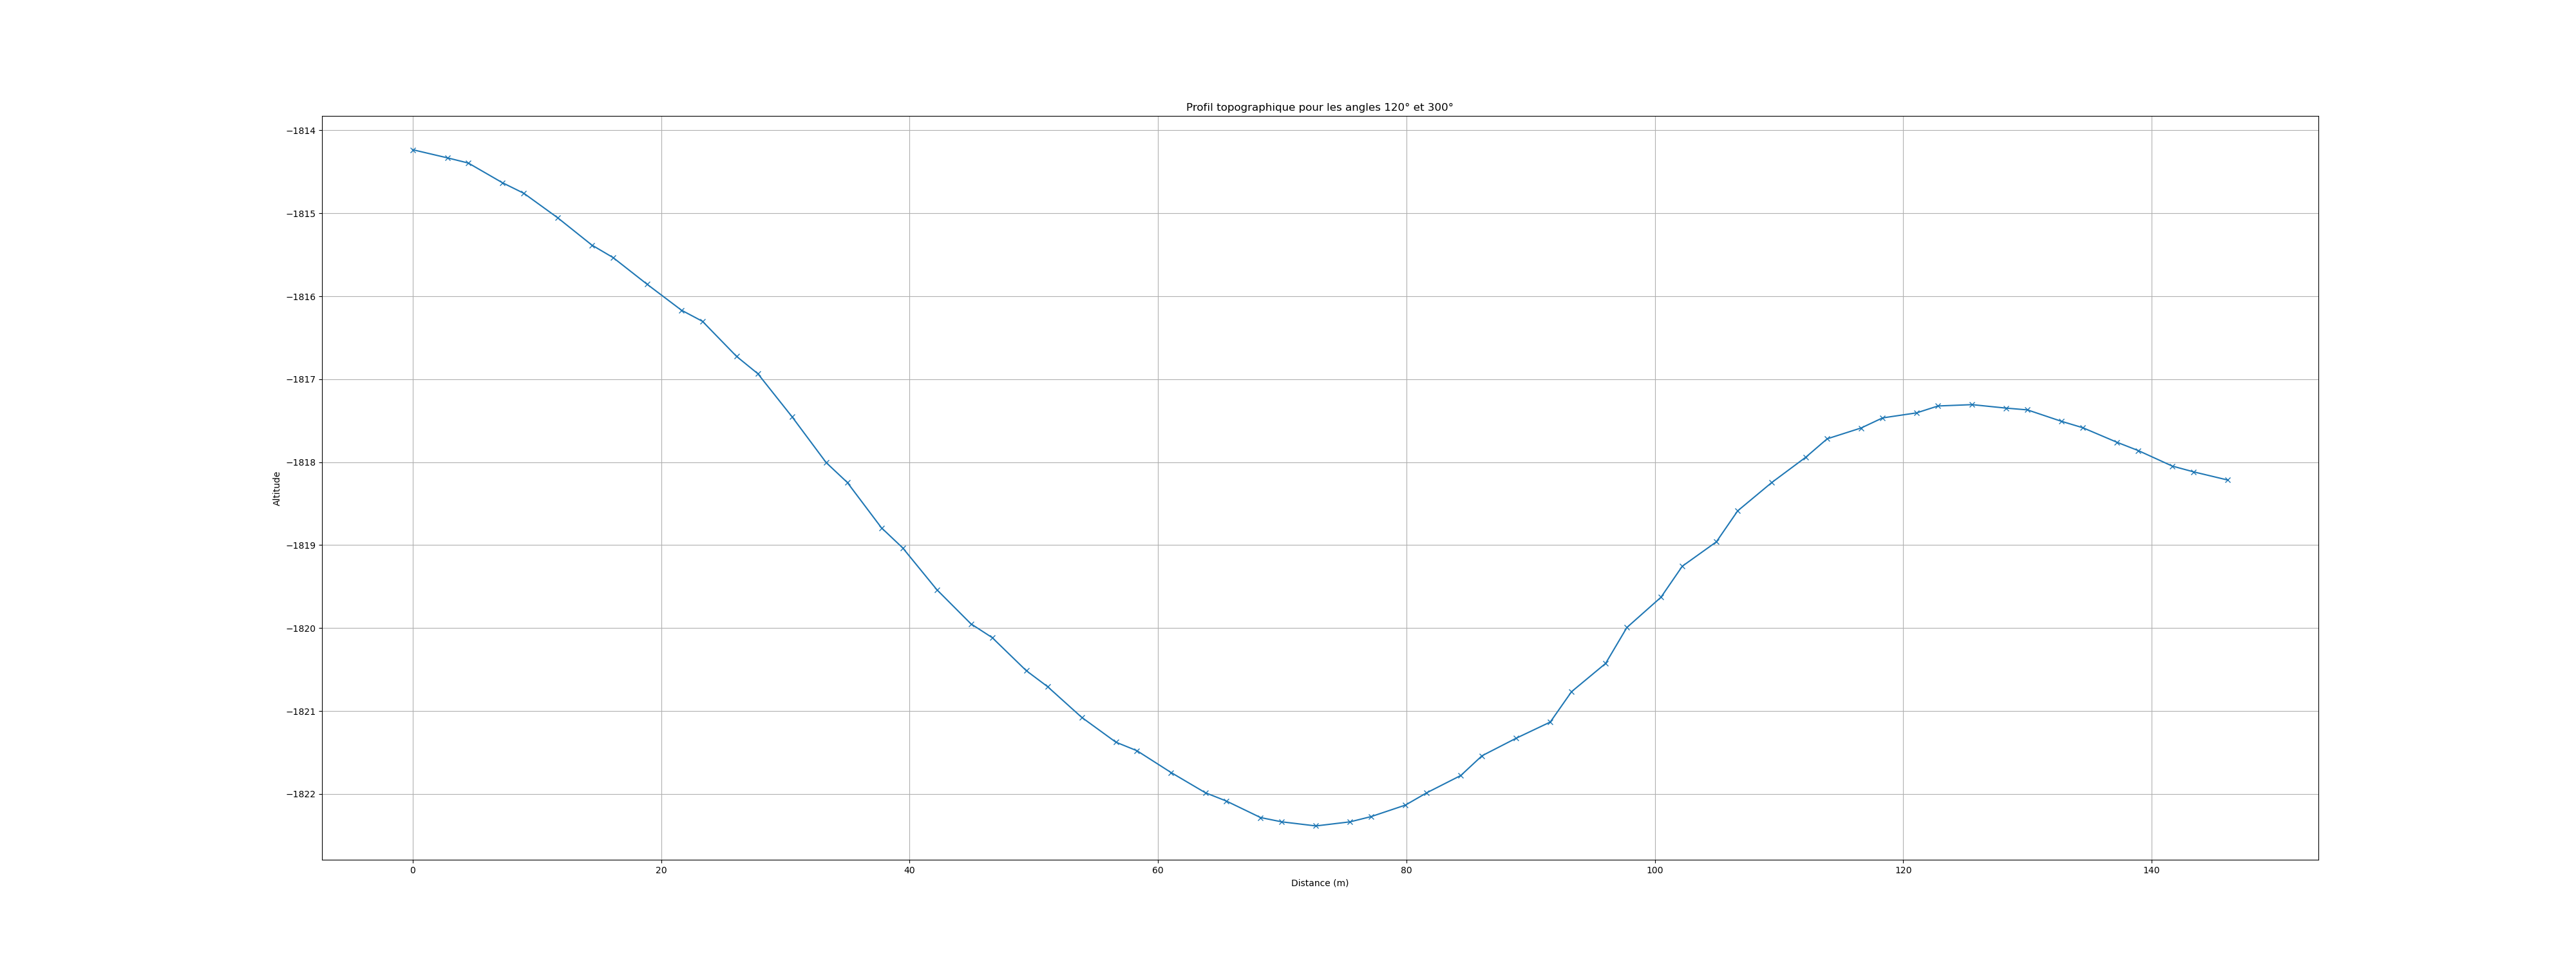 Profil topographique pour les angles 120° et 300°
−1814
−1815
−1816
−1817
−1818
−1819
−1820
−1821
−1822
Altitude
0 20 40 60 80 100 120 140
Distance (m)